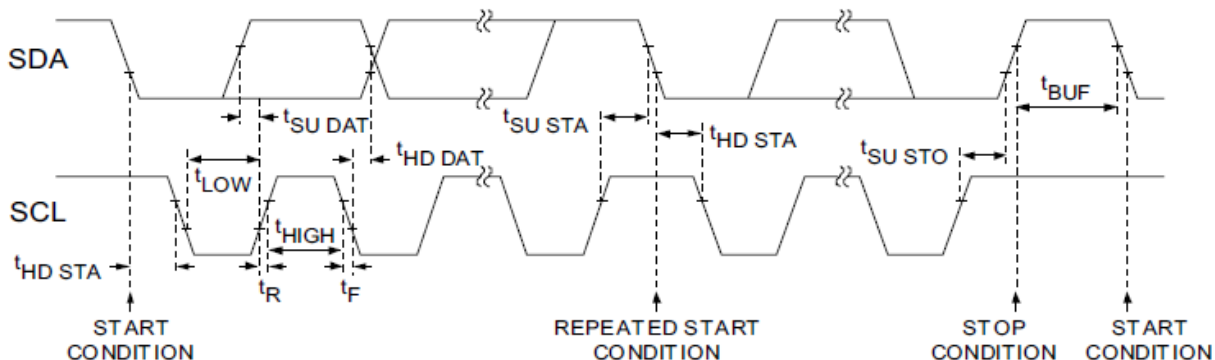 SDA
tSU DAT
tHD DAT
tSU STA
tHD STA
tSU STO
tBUF
SCL
tLOW
tHIGH
tHD STA
tR
tF
START
CONDITION
REPEATED START
CONDITION
STOP
CONDITION
START
CONDITION